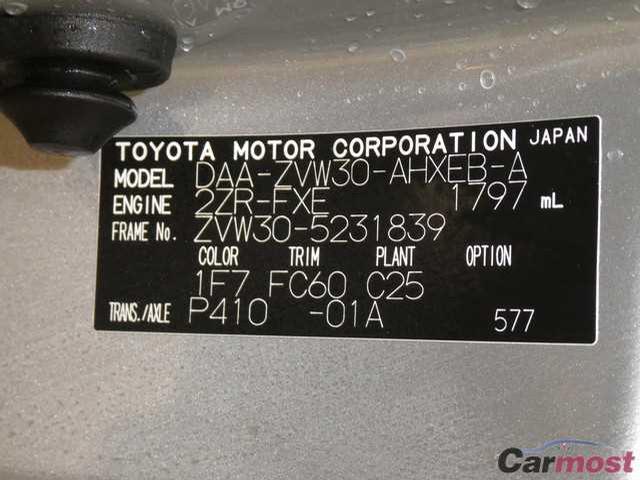 TOYOTA MOTOR CORPORATION JAPAN
MODEL DAA-ZVW30-AHXEB-A
ENGINE 2ZR-FXE 1797 mL
FRAME No. ZVW30-5231839
COLOR TRIM PLANT OPTION
1F7 FC60 C25
TRANS./AXLE P410 -01A 577
Carmost